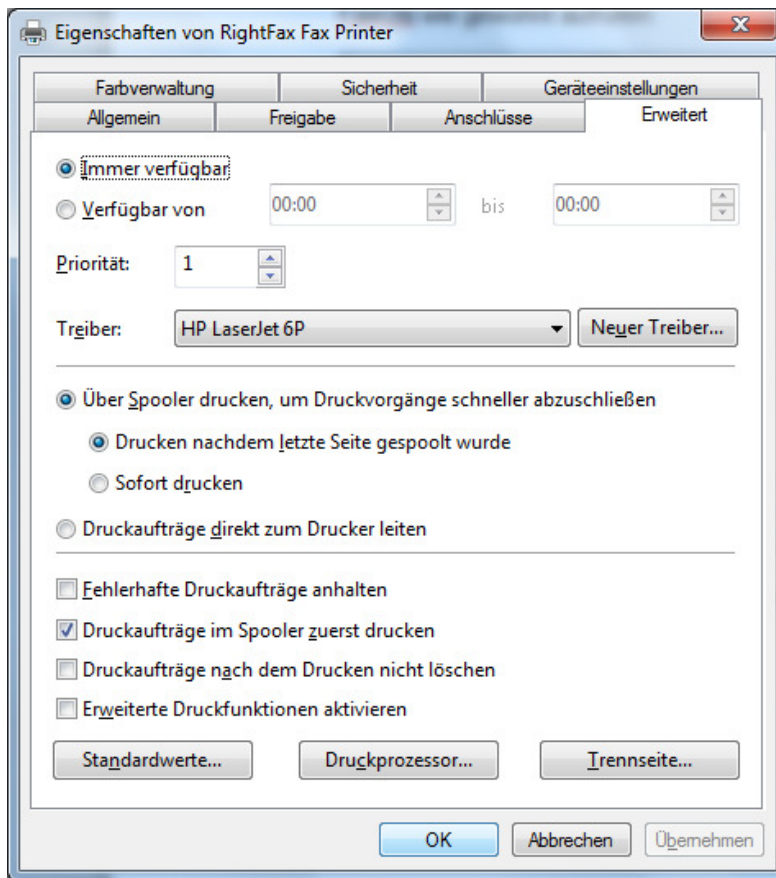 Eigenschaften von RightFax Fax Printer
Farbverwaltung Sicherheit Geräteeinstellungen
Allgemein Freigabe Anschlüsse Erweitert
Immer verfügbar
Verfügbar von 00:00 bis 00:00
Priorität: 1
Treiber: HP LaserJet 6P Neuer Treiber...
Über Spooler drucken, um Druckvorgänge schneller abzuschließen
Drucken nachdem letzte Seite gespoolt wurde
Sofort drucken
Druckaufträge direkt zum Drucker leiten
Fehlerhafte Druckaufträge anhalten
Druckaufträge im Spooler zuerst drucken
Druckaufträge nach dem Drucken nicht löschen
Erweiterte Druckfunktionen aktivieren
Standardwerte... Druckprozessor... Trennseite...
OK Abbrechen Übernehmen